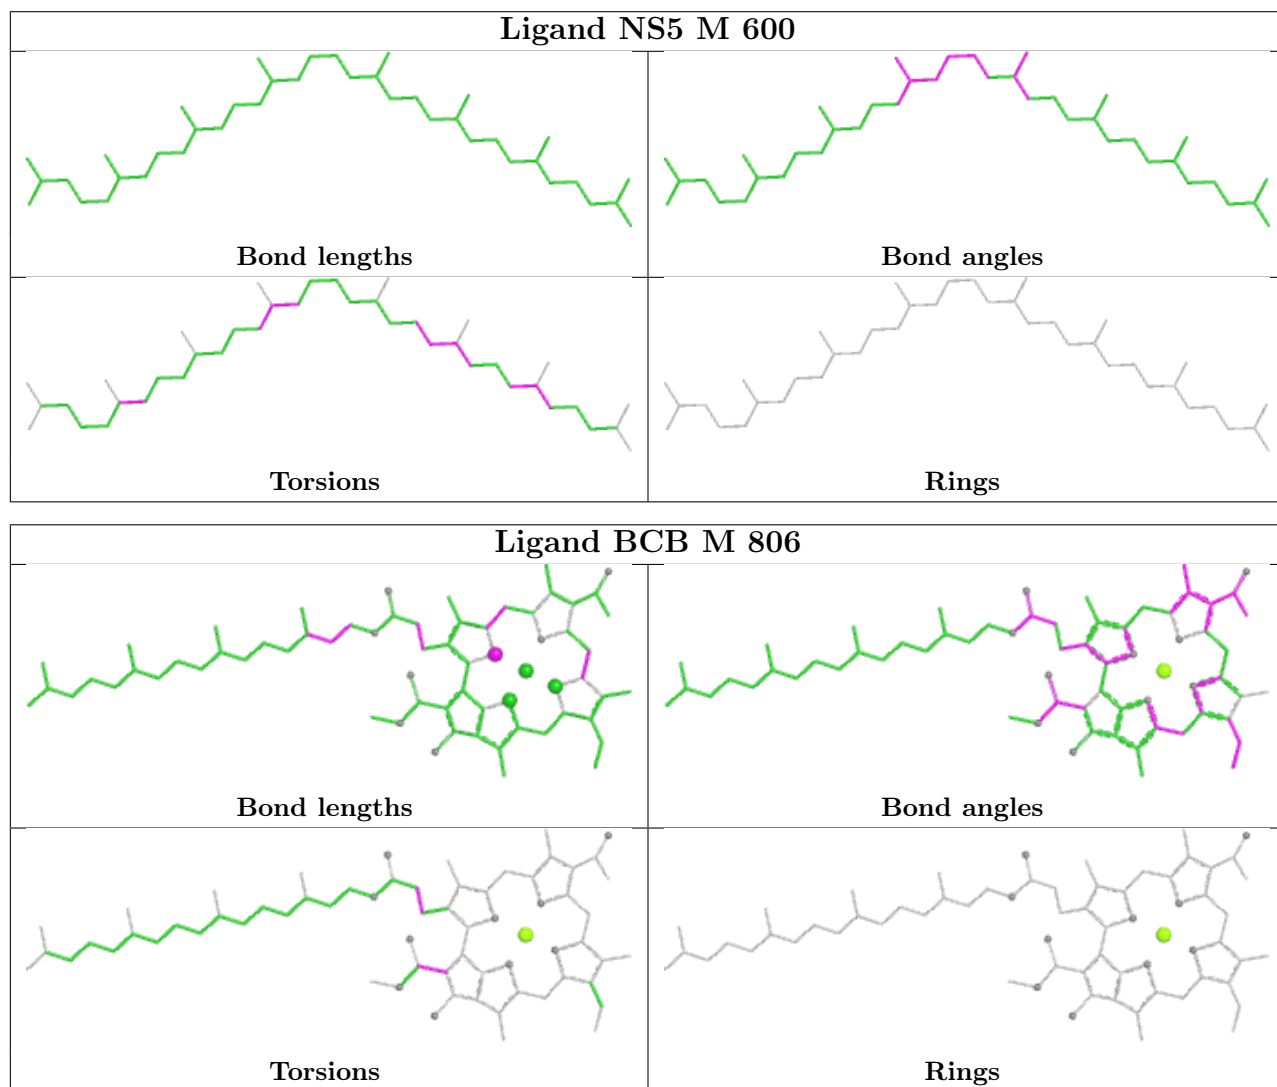 Ligand NS5 M 600
Bond lengths
Bond angles
Torsions
Rings
Ligand BCB M 806
Bond lengths
Bond angles
Torsions
Rings